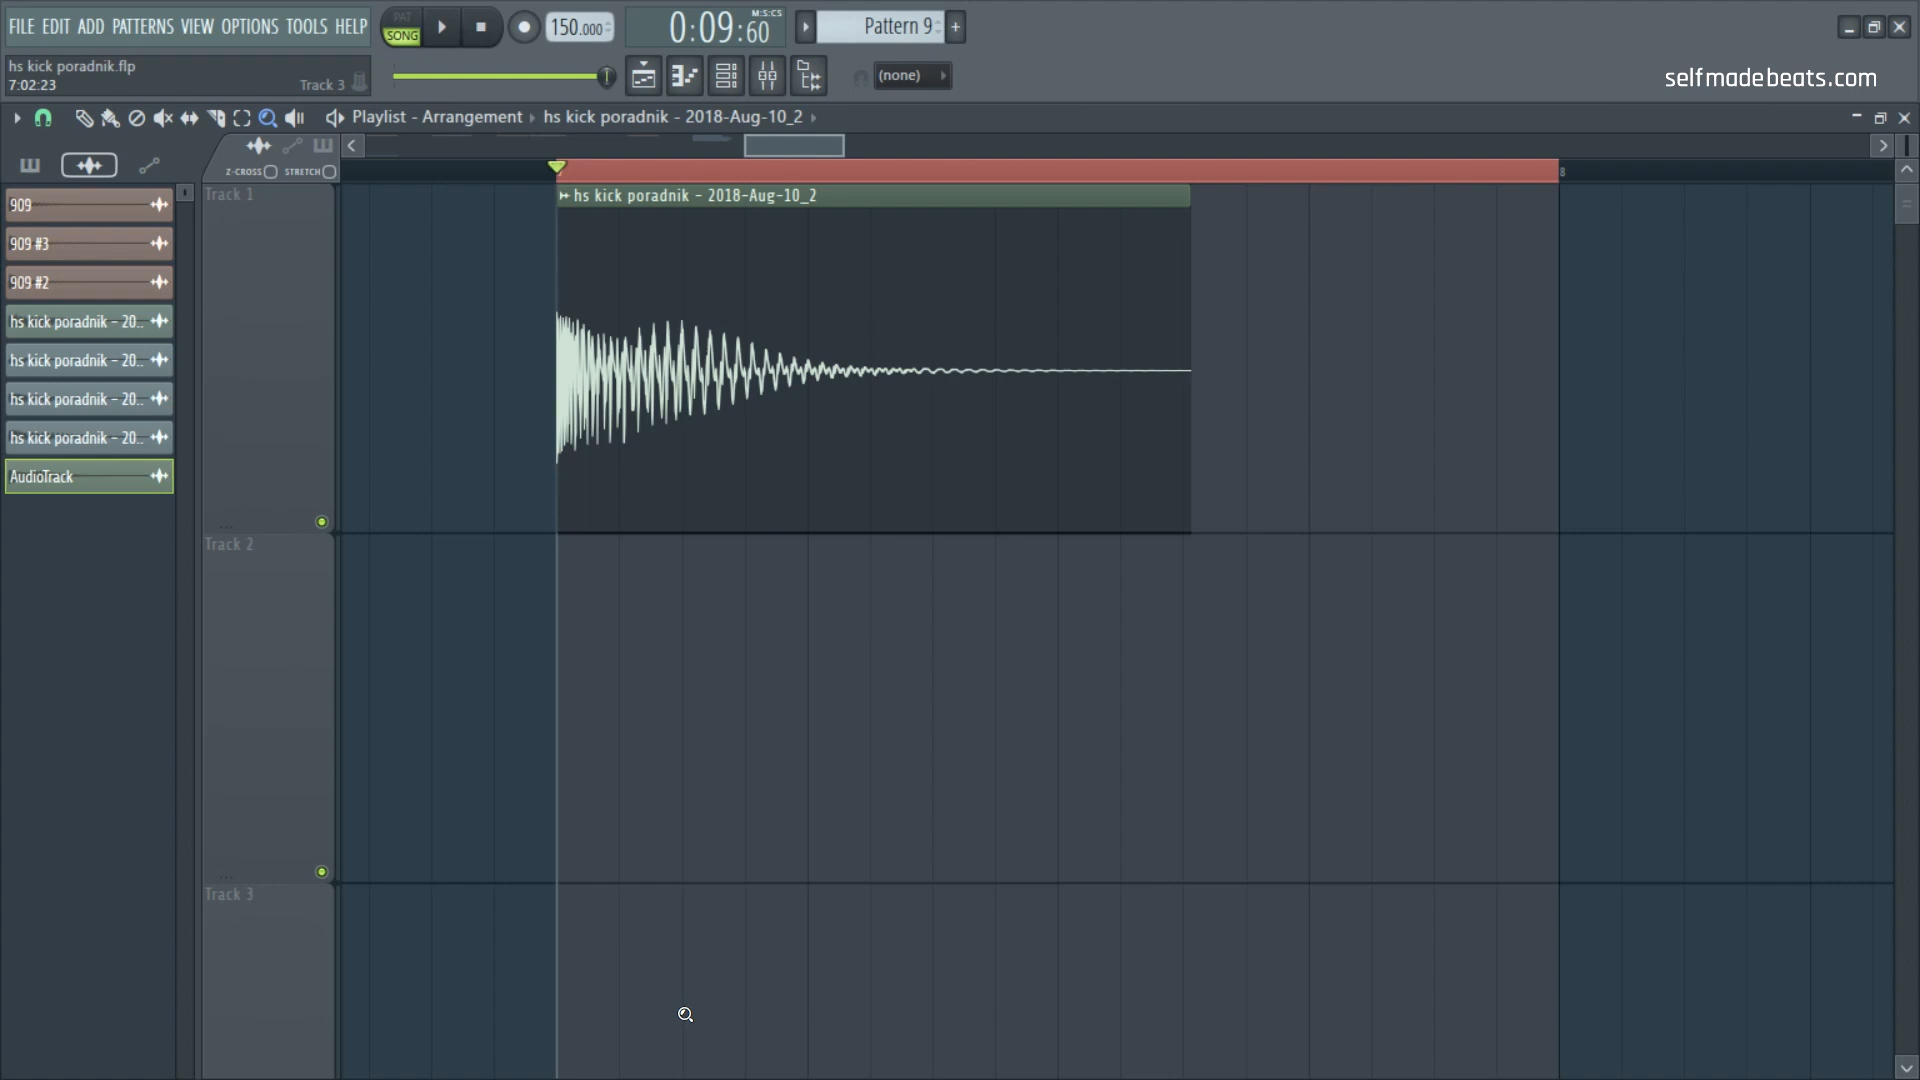 FILE EDIT ADD PATTERNS VIEW OPTIONS TOOLS HELP
PAT
SONG
150.000
M:S:CS
0:09:60
Pattern 9
+
hs kick poradnik.flp
7:02:23
Track 3
(none)
selfmadebeats.com
Playlist - Arrangement
hs kick poradnik - 2018-Aug-10_2
Z-CROSS
STRETCH
8
909
909 #3
909 #2
hs kick poradnik - 20..
hs kick poradnik - 20..
hs kick poradnik - 20..
hs kick poradnik - 20..
AudioTrack
Track 1
hs kick poradnik - 2018-Aug-10_2
...
Track 2
...
Track 3